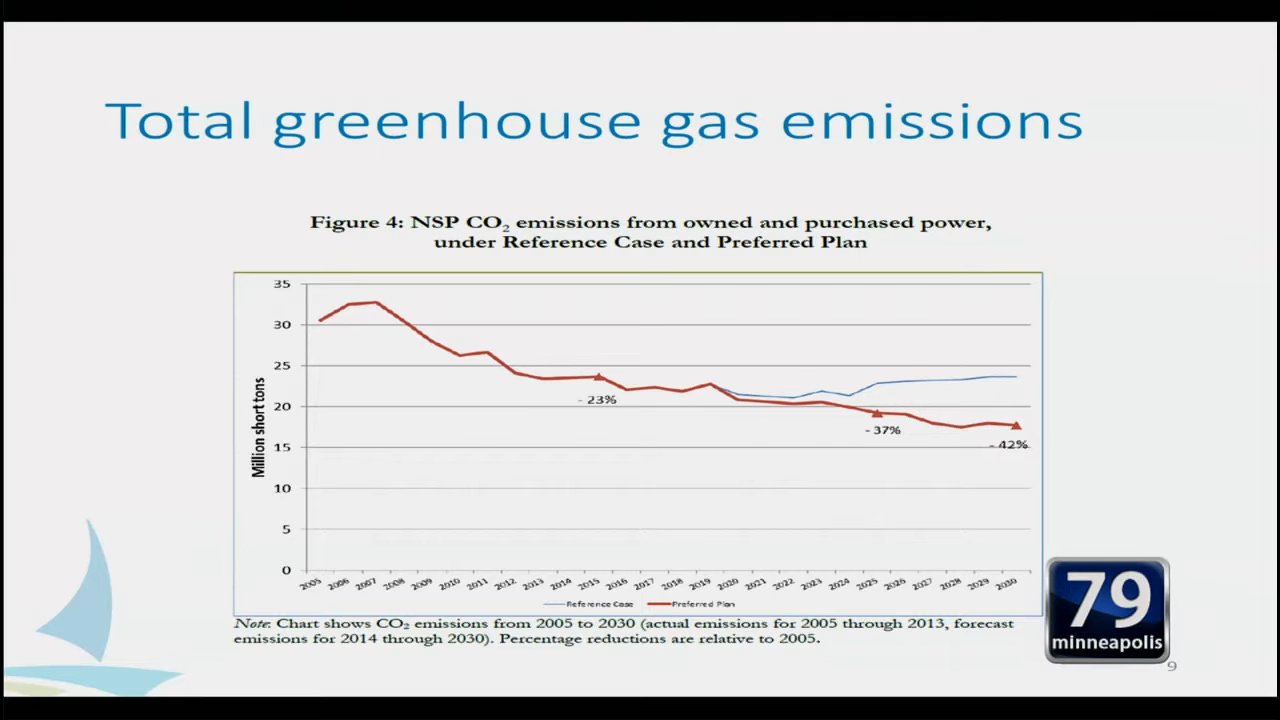 Total greenhouse gas emissions
Figure 4: NSP CO₂ emissions from owned and purchased power,
under Reference Case and Preferred Plan
Million short tons
35
30
25
20
15
10
5
0
- 23%
- 37%
- 42%
2005 2006 2007 2008 2009 2010 2011 2012 2013 2014 2015 2016 2017 2018 2019 2020 2021 2022 2023 2024 2025 2026 2027 2028 2029 2030
Reference Case Preferred Plan
Note: Chart shows CO₂ emissions from 2005 to 2030 (actual emissions for 2005 through 2013, forecast
emissions for 2014 through 2030). Percentage reductions are relative to 2005.
79
minneapolis
9